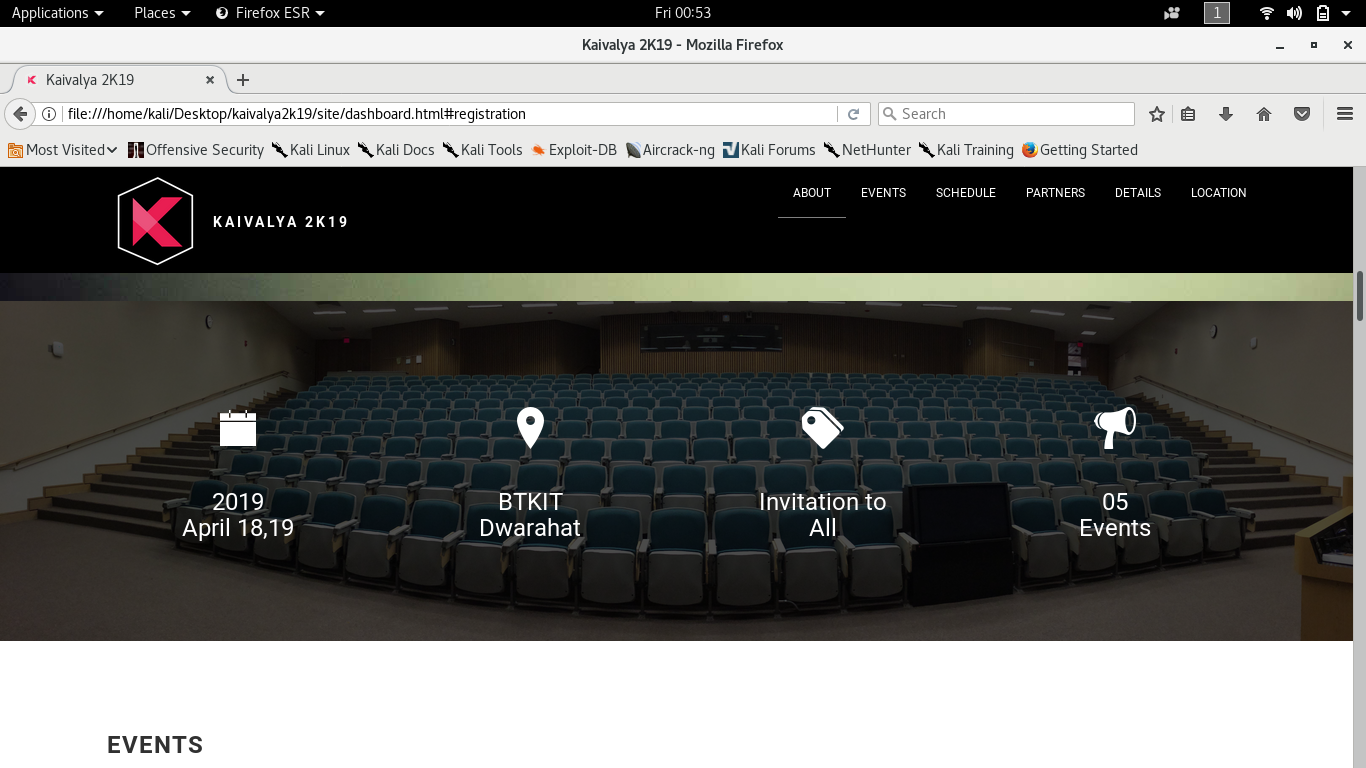 Applications Places Firefox ESR Fri 00:53 1
Kaivalya 2K19 - Mozilla Firefox
Kaivalya 2K19
file:///home/kali/Desktop/kaivalya2k19/site/dashboard.html#registration Search
Most Visited Offensive Security Kali Linux Kali Docs Kali Tools Exploit-DB Aircrack-ng Kali Forums NetHunter Kali Training Getting Started
ABOUT EVENTS SCHEDULE PARTNERS DETAILS LOCATION
KAIVALYA 2K19
2019
April 18,19
BTKIT
Dwarahat
Invitation to
All
05
Events
EVENTS